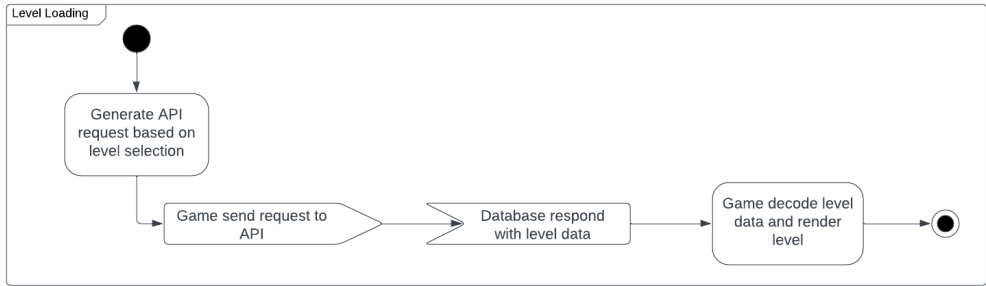 Level Loading
Generate API
request based on
level selection
Game send request to
API
Database respond
with level data
Game decode level
data and render
level